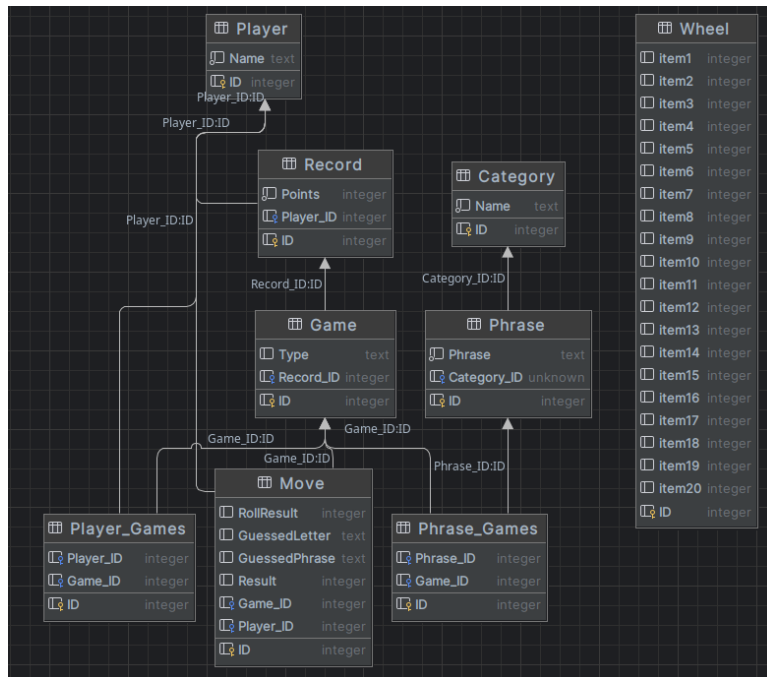 Player
Name text
ID integer
Player_ID:ID
Player_ID:ID
Player_ID:ID
Record
Points integer
Player_ID integer
ID integer
Record_ID:ID
Category
Name text
ID integer
Category_ID:ID
Game
Type text
Record_ID integer
ID integer
Phrase
Phrase text
Category_ID unknown
ID integer
Game_ID:ID
Game_ID:ID
Game_ID:ID
Phrase_ID:ID
Player_Games
Player_ID integer
Game_ID integer
ID integer
Move
RollResult integer
GuessedLetter text
GuessedPhrase text
Result integer
Game_ID integer
Player_ID integer
ID integer
Phrase_Games
Phrase_ID integer
Game_ID integer
ID integer
Wheel
item1 integer
item2 integer
item3 integer
item4 integer
item5 integer
item6 integer
item7 integer
item8 integer
item9 integer
item10 integer
item11 integer
item12 integer
item13 integer
item14 integer
item15 integer
item16 integer
item17 integer
item18 integer
item19 integer
item20 integer
ID integer